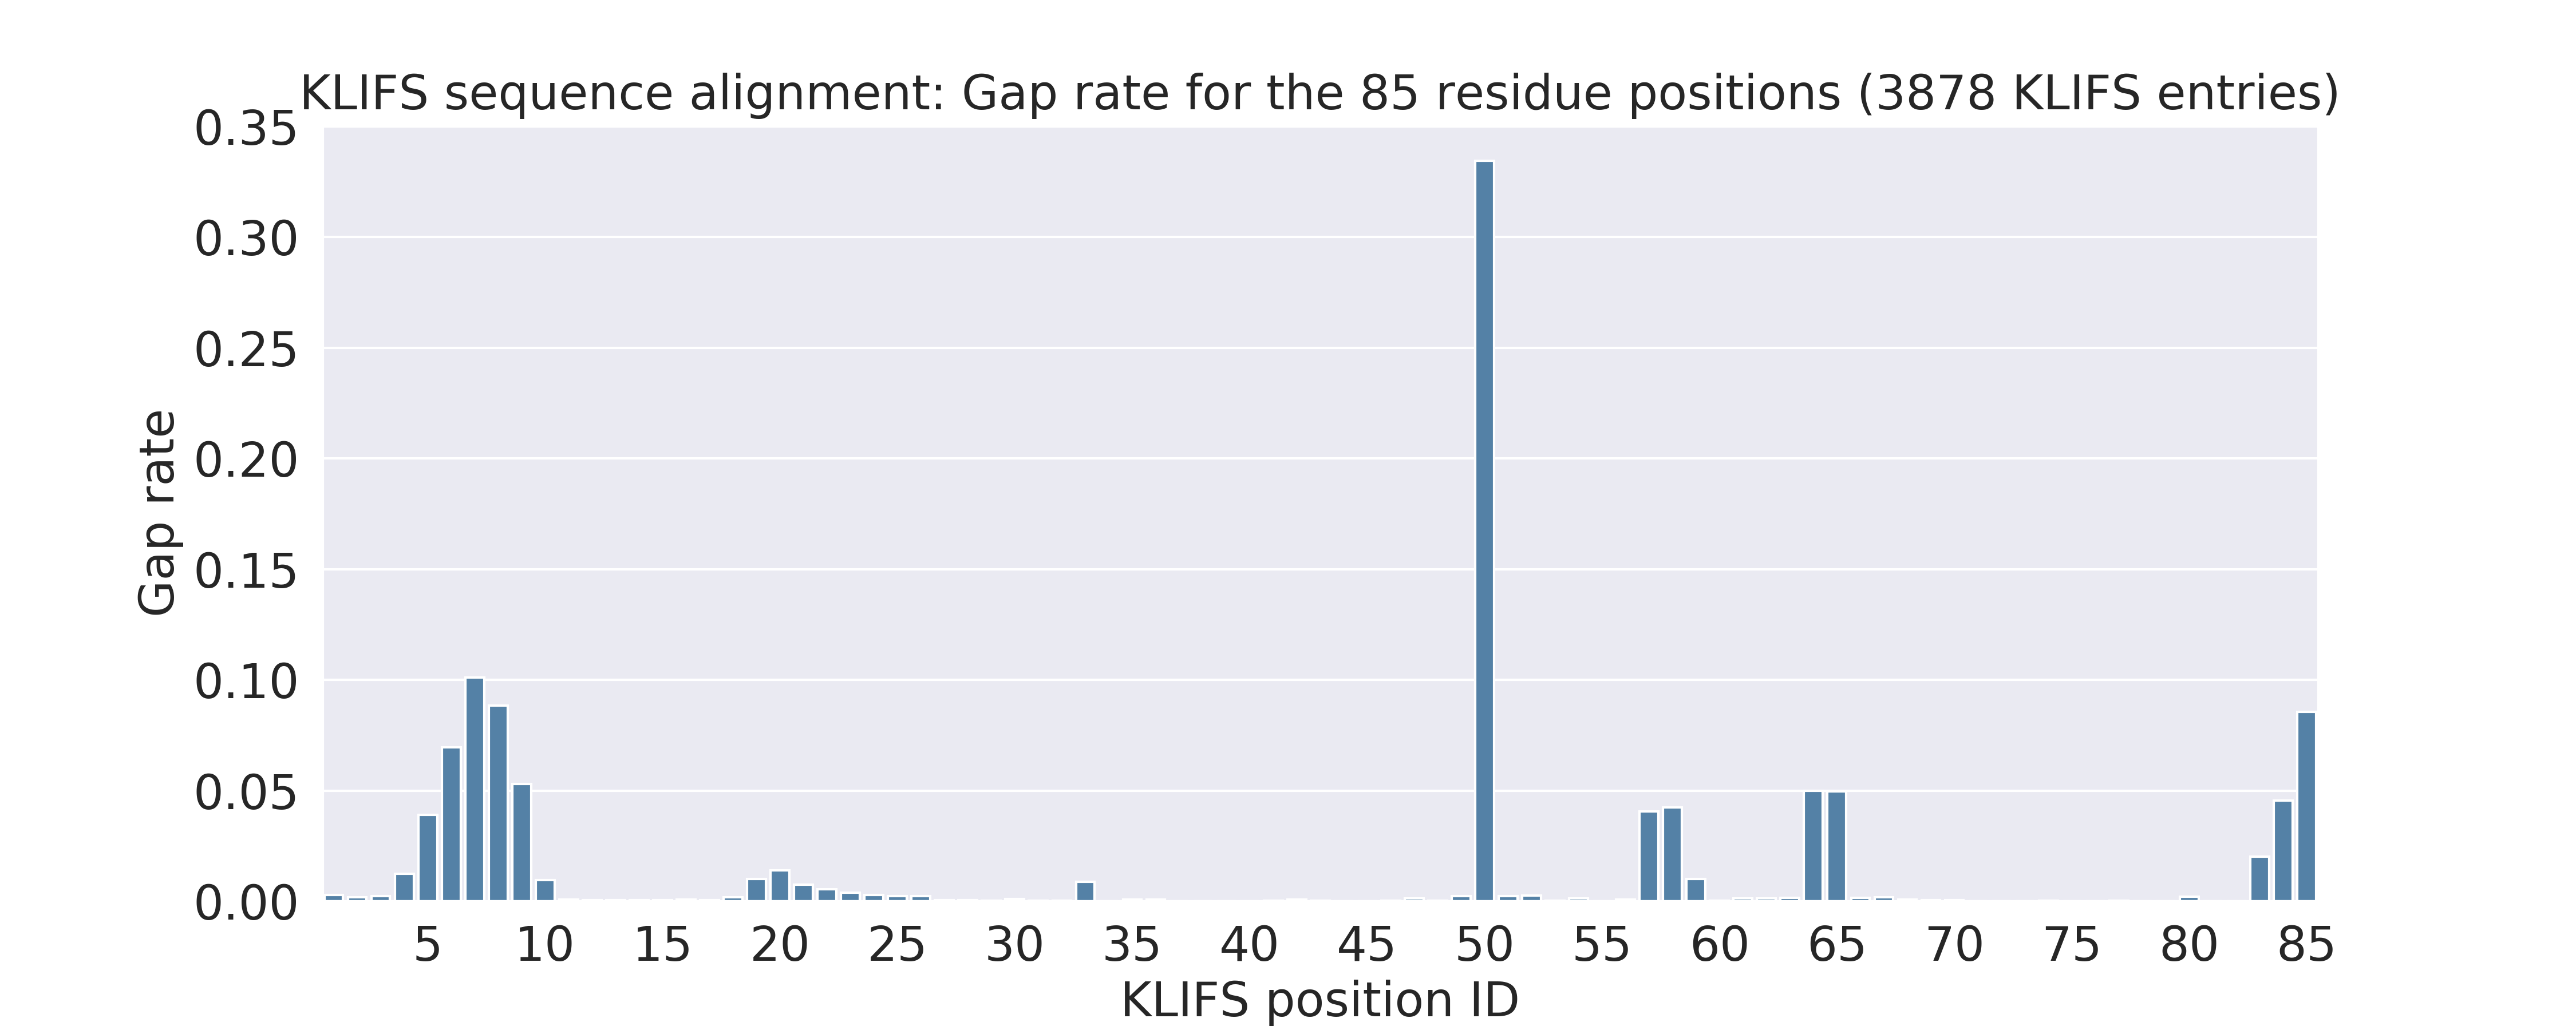 KLIFS sequence alignment: Gap rate for the 85 residue positions (3878 KLIFS entries)
0.35
0.30
0.25
0.20
0.15
0.10
0.05
0.00
Gap rate
5 10 15 20 25 30 35 40 45 50 55 60 65 70 75 80 85
KLIFS position ID